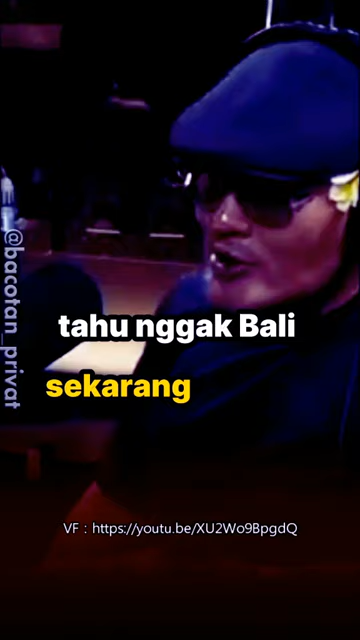 @bacotan_privat
tahu nggak Bali
sekarang
VF : https://youtu.be/XU2Wo9BpgdQ